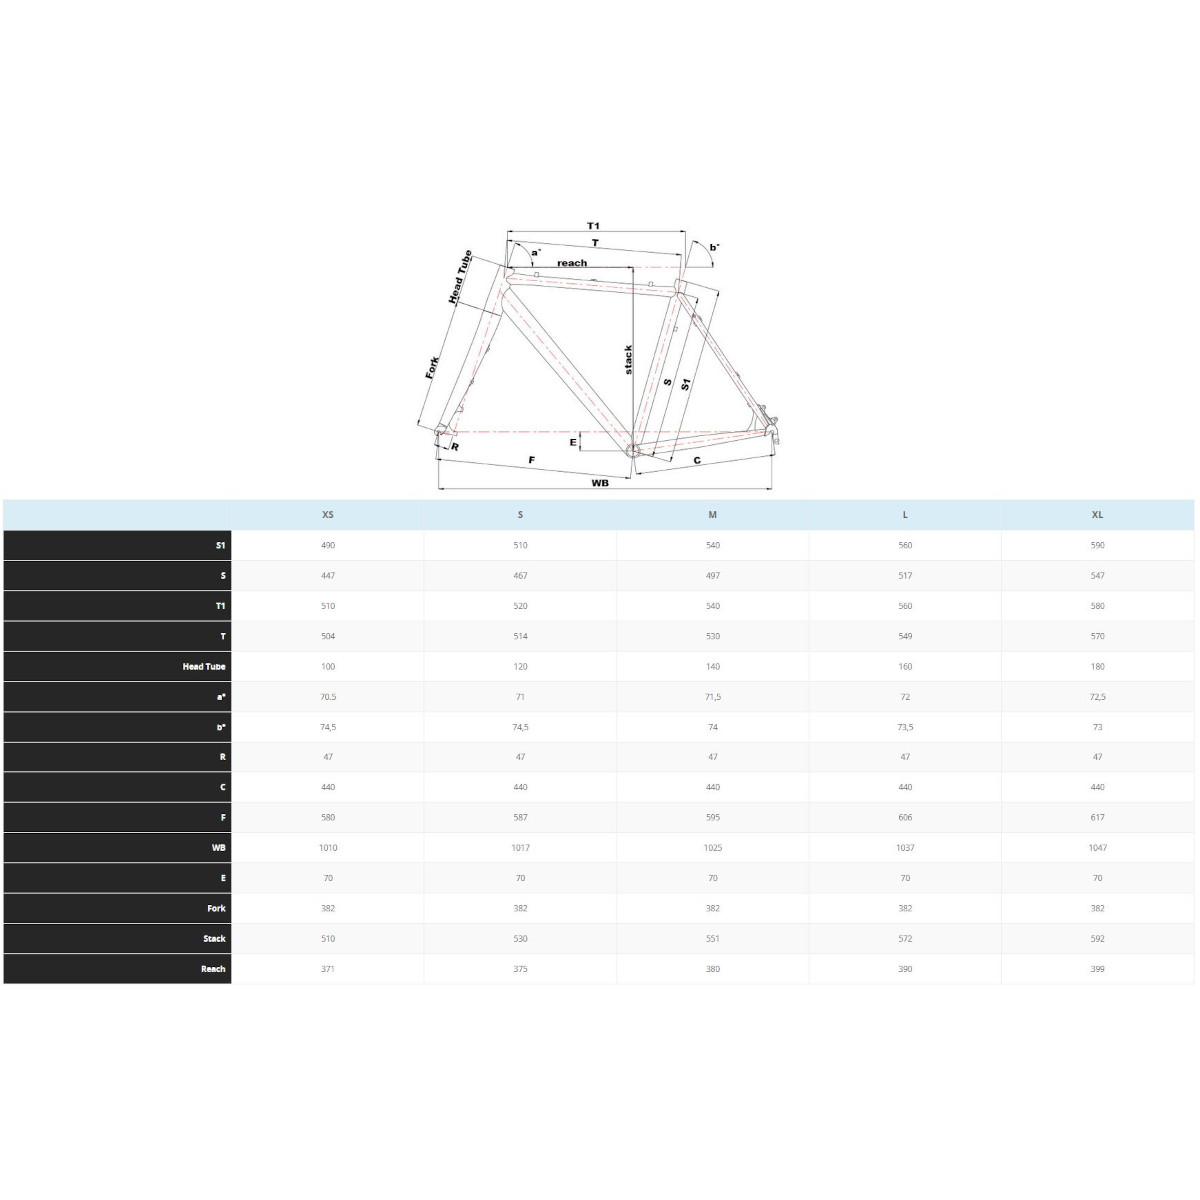 T1
T
a°
b°
reach
Head Tube
stack
Fork
S
S1
E
R
F
C
WB
XS S M L XL
S1 490 510 540 560 590
S 447 467 497 517 547
T1 510 520 540 560 580
T 504 514 530 549 570
Head Tube 100 120 140 160 180
a° 70.5 71 71,5 72 72,5
b° 74,5 74,5 74 73,5 73
R 47 47 47 47 47
C 440 440 440 440 440
F 580 587 595 606 617
WB 1010 1017 1025 1037 1047
E 70 70 70 70 70
Fork 382 382 382 382 382
Stack 510 530 551 572 592
Reach 371 375 380 390 399